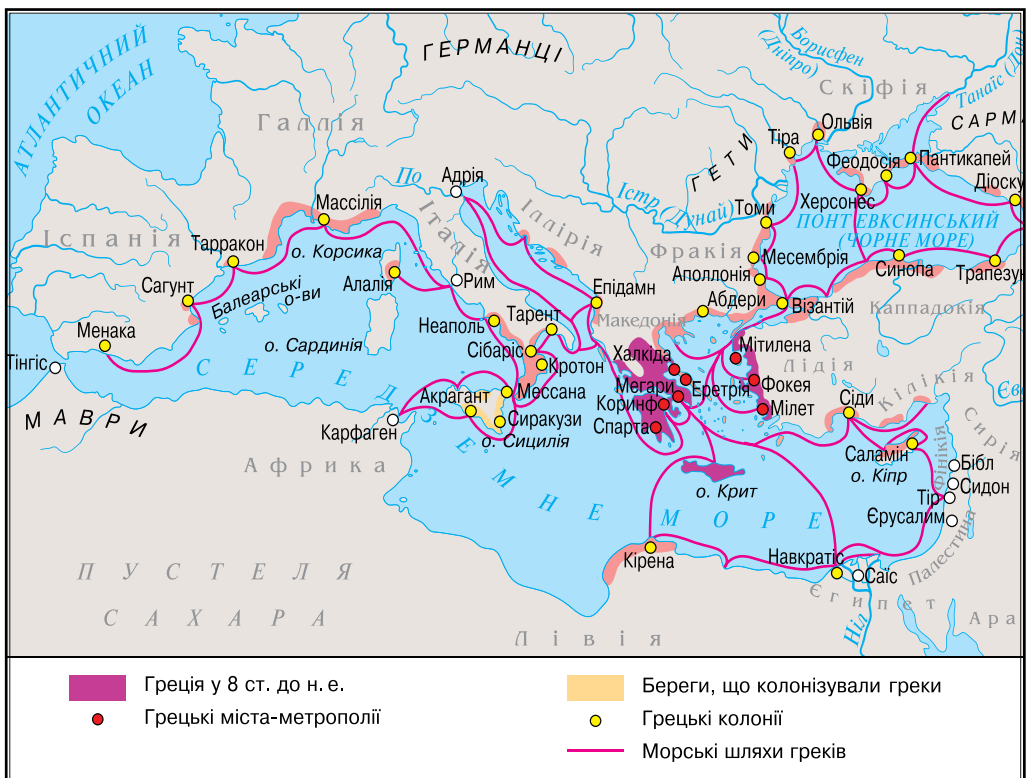 АТЛАНТИЧНИЙ
ОКЕАН
ГЕРМАНЦІ
Борисфен
(Дніпро)
Танаїс (Дон)
Скіфія
САРМА
Галлія
Ольвія
Тіра
ГЕТИ
Феодосія
Пантикапей
Діоску
Херсонес
По
Адрія
Істр (Дунай)
Іллірія
Італія
Томи
ПОНТ ЕВКСИНСЬКИЙ
(ЧОРНЕ МОРЕ)
Массілія
Іспанія
Тарракон
о. Корсика
Фракія
Месембрія
Аполлонія
Синопа
Трапезун
Сагунт
Балеарські
о-ви
Алалія
Рим
Епідамн
Абдери
Візантій
Каппадокія
Македонія
Менака
о. Сардинія
Неаполь
Тарент
Сібаріс
Кротон
Халкіда
Мітилена
Лідія
Тінгіс
СЕРЕДЗЕМНЕ МОРЕ
Мегари
Еретрія
Фокея
Кілікія
Єв
МАВРИ
Акрагант
Мессана
Коринф
Мілет
Сіди
Сирія
Карфаген
Сиракузи
о. Сицилія
Спарта
Саламін
о. Кіпр
Фінікія
Бібл
Сидон
Африка
о. Крит
Тір
Єрусалим
Палестина
Кірена
Навкратіс
Саїс
ПУСТЕЛЯ
САХАРА
Єгипет
Ніл
Ара
Лівія
Греція у 8 ст. до н. е.
Грецькі міста-метрополії
Береги, що колонізували греки
Грецькі колонії
Морські шляхи греків